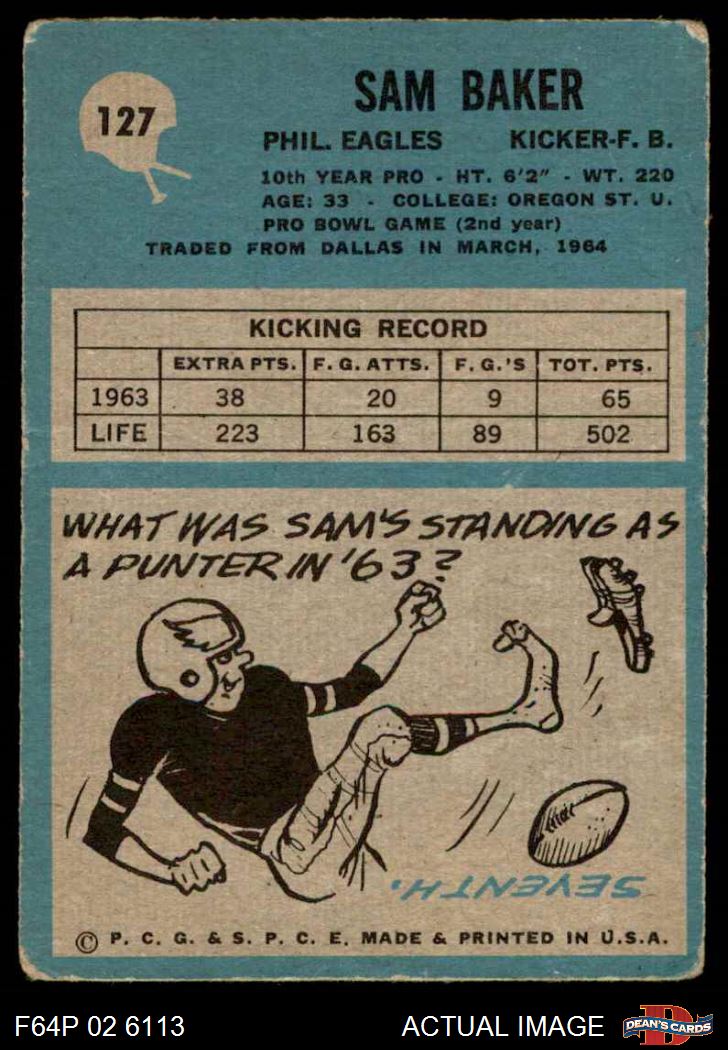 127
SAM BAKER
PHIL. EAGLES KICKER-F. B.
10th YEAR PRO - HT. 6'2" - WT. 220
AGE: 33 - COLLEGE: OREGON ST. U.
PRO BOWL GAME (2nd year)
TRADED FROM DALLAS IN MARCH, 1964
KICKING RECORD
EXTRA PTS. F. G. ATTS. F. G.'S TOT. PTS.
1963 38 20 9 65
LIFE 223 163 89 502
WHAT WAS SAM'S STANDING AS
A PUNTER IN '63?
SEVENTH.
© P. C. G. & S. P. C. E. MADE & PRINTED IN U.S.A.
F64P 02 6113 ACTUAL IMAGE D DEAN'S CARDS